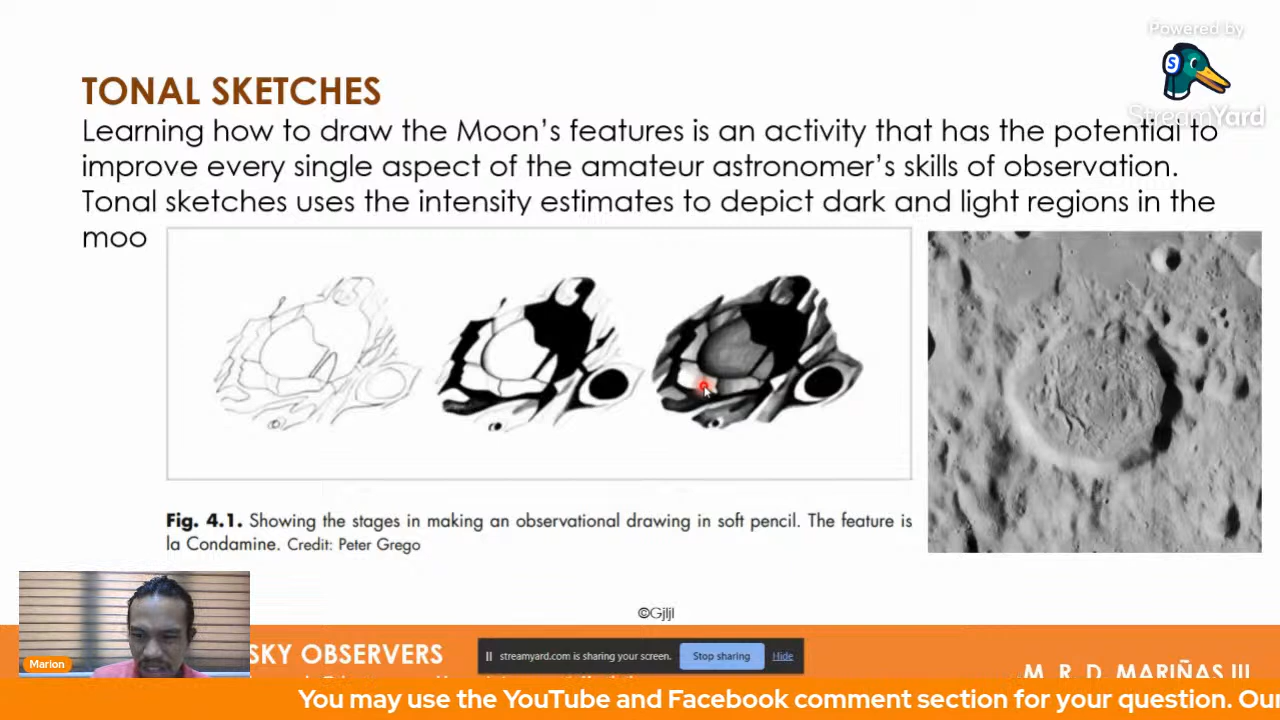 Powered by
S
StreamYard
TONAL SKETCHES
Learning how to draw the Moon's features is an activity that has the potential to
improve every single aspect of the amateur astronomer's skills of observation.
Tonal sketches uses the intensity estimates to depict dark and light regions in the
moo
Fig. 4.1. Showing the stages in making an observational drawing in soft pencil. The feature is
la Condamine. Credit: Peter Grego
©Gjljl
Marlon
SKY OBSERVERS
streamyard.com is sharing your screen. Stop sharing Hide
M. R. D. MARIÑAS III
You may use the YouTube and Facebook comment section for your question. Our